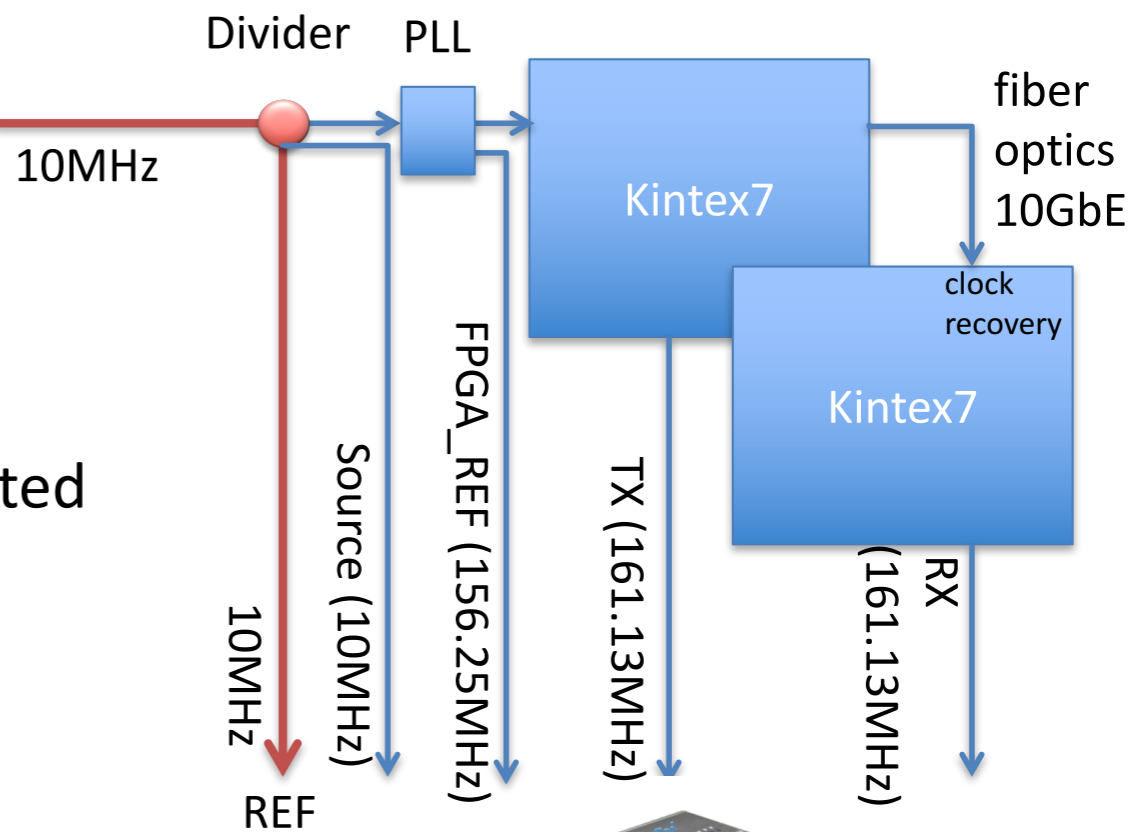 Divider
PLL
10MHz
Kintex7
fiber
optics
10GbE
clock
recovery
Kintex7
ted
10MHz
Source (10MHz)
FPGA_REF (156.25MHz)
TX (161.13MHz)
RX
(161.13MHz)
REF